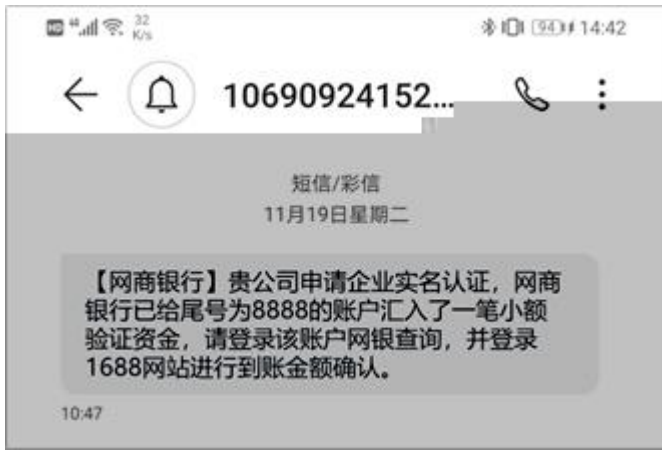 HD 4G 32 K/s 94 14:42
10690924152...
短信/彩信
11月19日星期二
【网商银行】贵公司申请企业实名认证，网商
银行已给尾号为8888的账户汇入了一笔小额
验证资金，请登录该账户网银查询，并登录
1688网站进行到账金额确认。
10:47